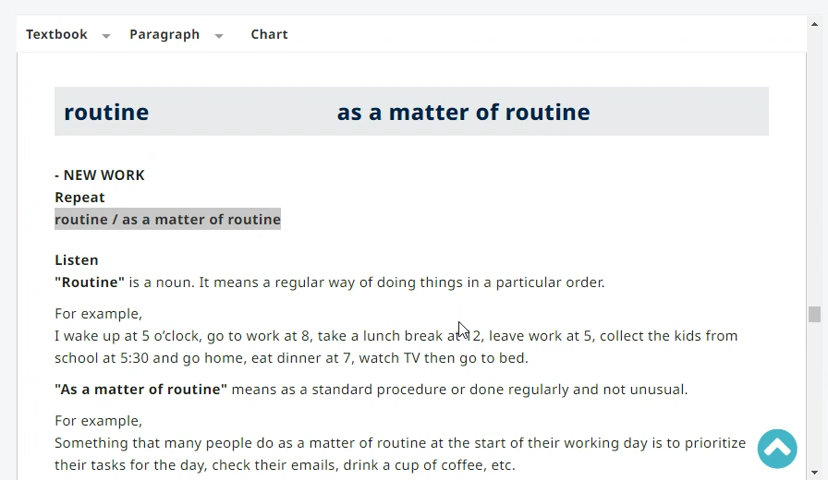 Textbook Paragraph Chart
routine as a matter of routine
- NEW WORK
Repeat
routine / as a matter of routine
Listen
"Routine" is a noun. It means a regular way of doing things in a particular order.
For example,
I wake up at 5 o'clock, go to work at 8, take a lunch break at 12, leave work at 5, collect the kids from
school at 5:30 and go home, eat dinner at 7, watch TV then go to bed.
"As a matter of routine" means as a standard procedure or done regularly and not unusual.
For example,
Something that many people do as a matter of routine at the start of their working day is to prioritize
their tasks for the day, check their emails, drink a cup of coffee, etc.